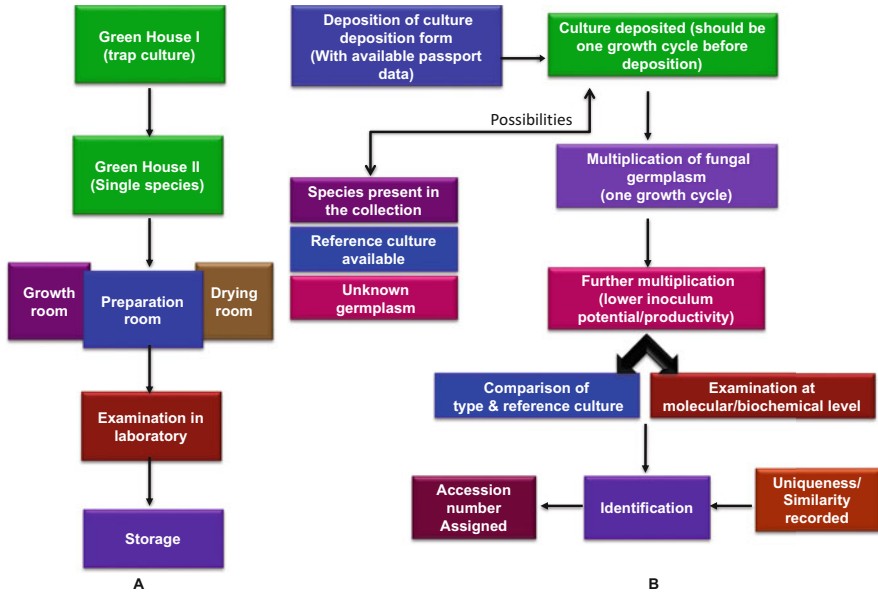 Green House I
(trap culture)
Green House II
(Single species)
Growth
room
Preparation
room
Drying
room
Examination in
laboratory
Storage
A
Deposition of culture
deposition form
(With available passport
data)
Culture deposited (should be
one growth cycle before
deposition)
Possibilities
Species present in
the collection
Reference culture
available
Unknown
germplasm
Multiplication of fungal
germplasm
(one growth cycle)
Further multiplication
(lower inoculum
potential/productivity)
Comparison of
type & reference culture
Examination at
molecular/biochemical level
Accession
number
Assigned
Identification
Uniqueness/
Similarity
recorded
B